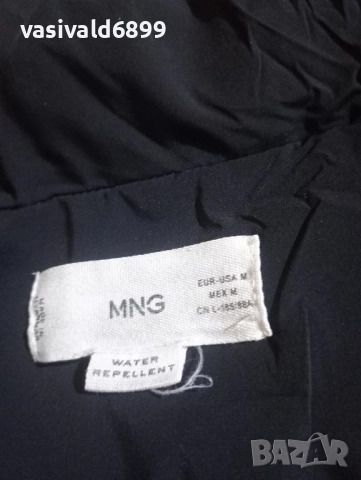 vasivald6899
MNG
EUR-USA M
MEX M
CN L-165/88A
WATER
REPELLENT
BAZAR